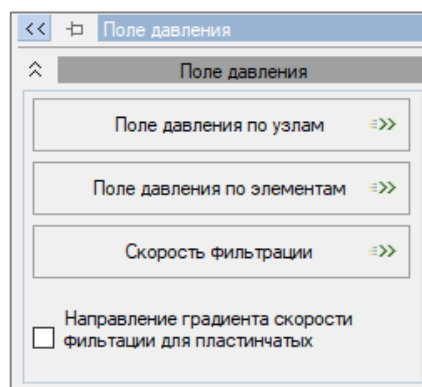 Поле давления
Поле давления
Поле давления по узлам
Поле давления по элементам
Скорость фильтрации
Направление градиента скорости
фильтации для пластинчатых